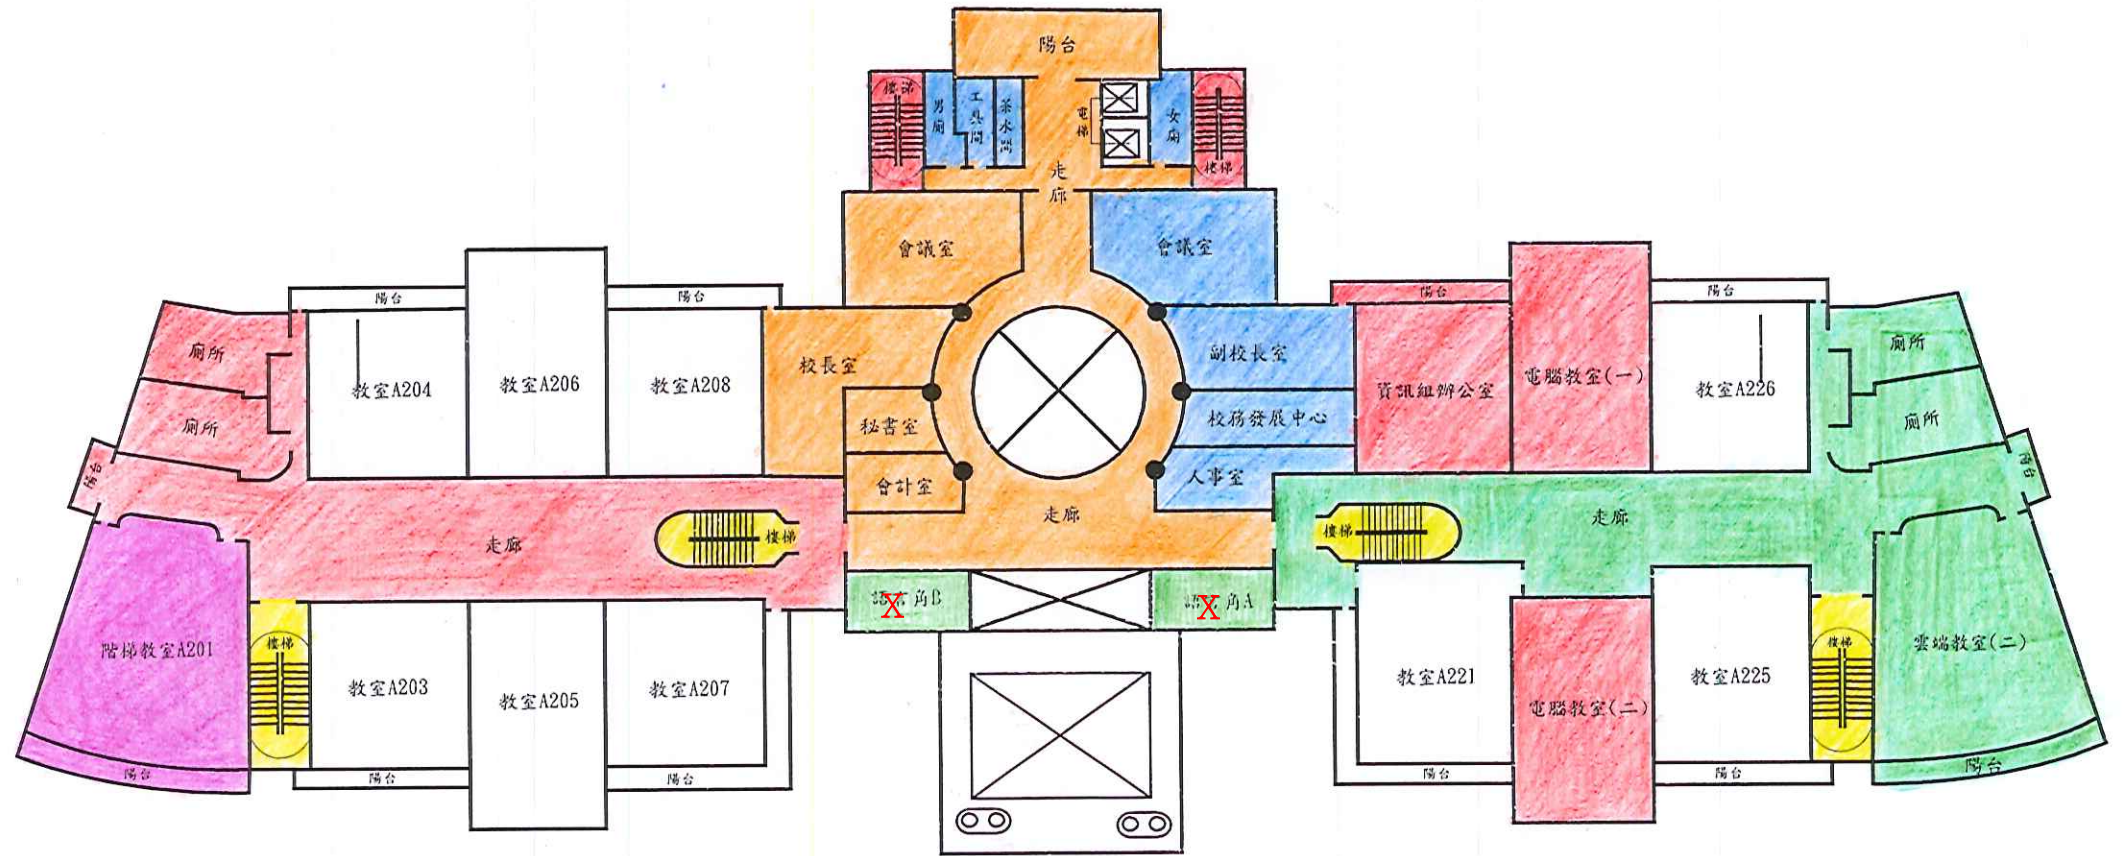 陽台
樓梯
男廁
工具間
茶水間
電梯
女廁
樓梯
走廊
會議室
會議室
陽台
陽台
陽台
陽台
廁所
廁所
陽台
教室A204
教室A206
教室A208
校長室
秘書室
會計室
副校長室
校務發展中心
人事室
資訊組辦公室
電腦教室(一)
教室A226
廁所
廁所
陽台
走廊
樓梯
走廊
樓梯
走廊
語言角B
X
語言角A
X
階梯教室A201
樓梯
教室A203
教室A205
教室A207
教室A221
電腦教室(二)
教室A225
樓梯
雲端教室(二)
陽台
陽台
陽台
陽台
陽台
陽台